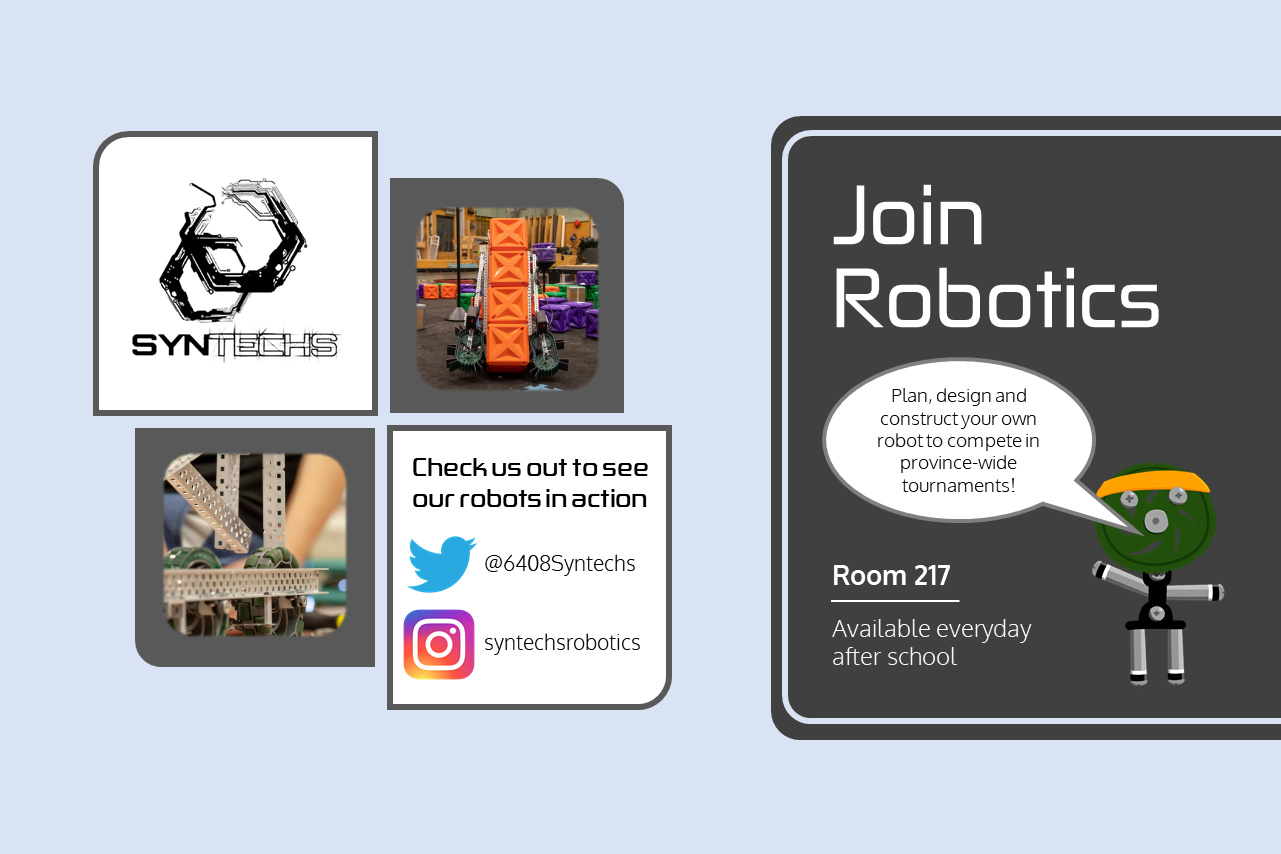 SYNTECHS
Check us out to see
our robots in action
@6408Syntechs
syntechsrobotics
Join
Robotics
Plan, design and
construct your own
robot to compete in
province-wide
tournaments!
Room 217
Available everyday
after school